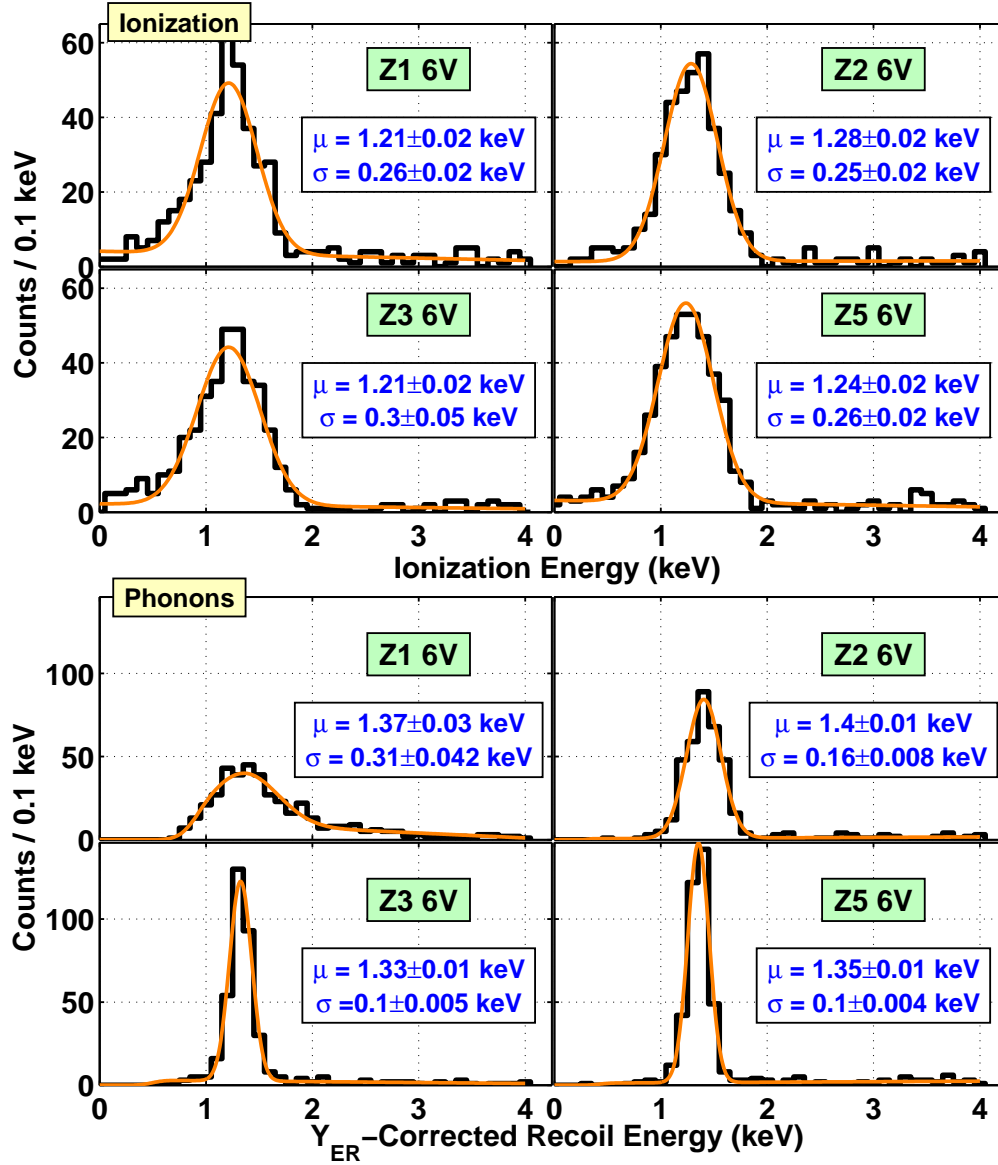 Ionization
Z1 6V
μ = 1.21±0.02 keV
σ = 0.26±0.02 keV
Z2 6V
μ = 1.28±0.02 keV
σ = 0.25±0.02 keV
60
40
20
0
Z3 6V
μ = 1.21±0.02 keV
σ = 0.3±0.05 keV
Z5 6V
μ = 1.24±0.02 keV
σ = 0.26±0.02 keV
60
40
20
0
Counts / 0.1 keV
0 1 2 3 4 0 1 2 3 4
Ionization Energy (keV)
Phonons
Z1 6V
μ = 1.37±0.03 keV
σ = 0.31±0.042 keV
Z2 6V
μ = 1.4±0.01 keV
σ = 0.16±0.008 keV
100
50
0
Z3 6V
μ = 1.33±0.01 keV
σ =0.1±0.005 keV
Z5 6V
μ = 1.35±0.01 keV
σ = 0.1±0.004 keV
100
50
0
Counts / 0.1 keV
0 1 2 3 4 0 1 2 3 4
Y_ER−Corrected Recoil Energy (keV)